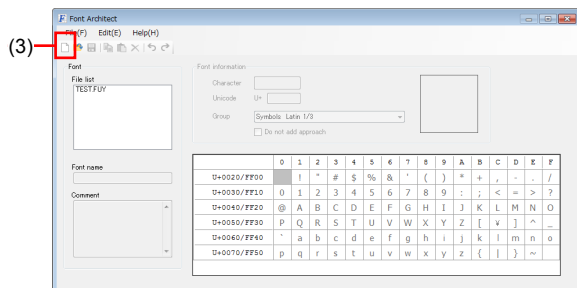 Font Architect
File(F) Edit(E) Help(H)
(3)
Font
File list
TEST.FUY
Font name
Comment
Font information
Character
Unicode U+
Group Symbols Latin 1/3
Do not add approach
0 1 2 3 4 5 6 7 8 9 A B C D E F
U+0020/FF00 ! " # $ % & ' ( ) * + , - . /
U+0030/FF10 0 1 2 3 4 5 6 7 8 9 : ; < = > ?
U+0040/FF20 @ A B C D E F G H I J K L M N O
U+0050/FF30 P Q R S T U V W X Y Z [ ¥ ] ^ _
U+0060/FF40 ` a b c d e f g h i j k l m n o
U+0070/FF50 p q r s t u v w x y z { | } ~